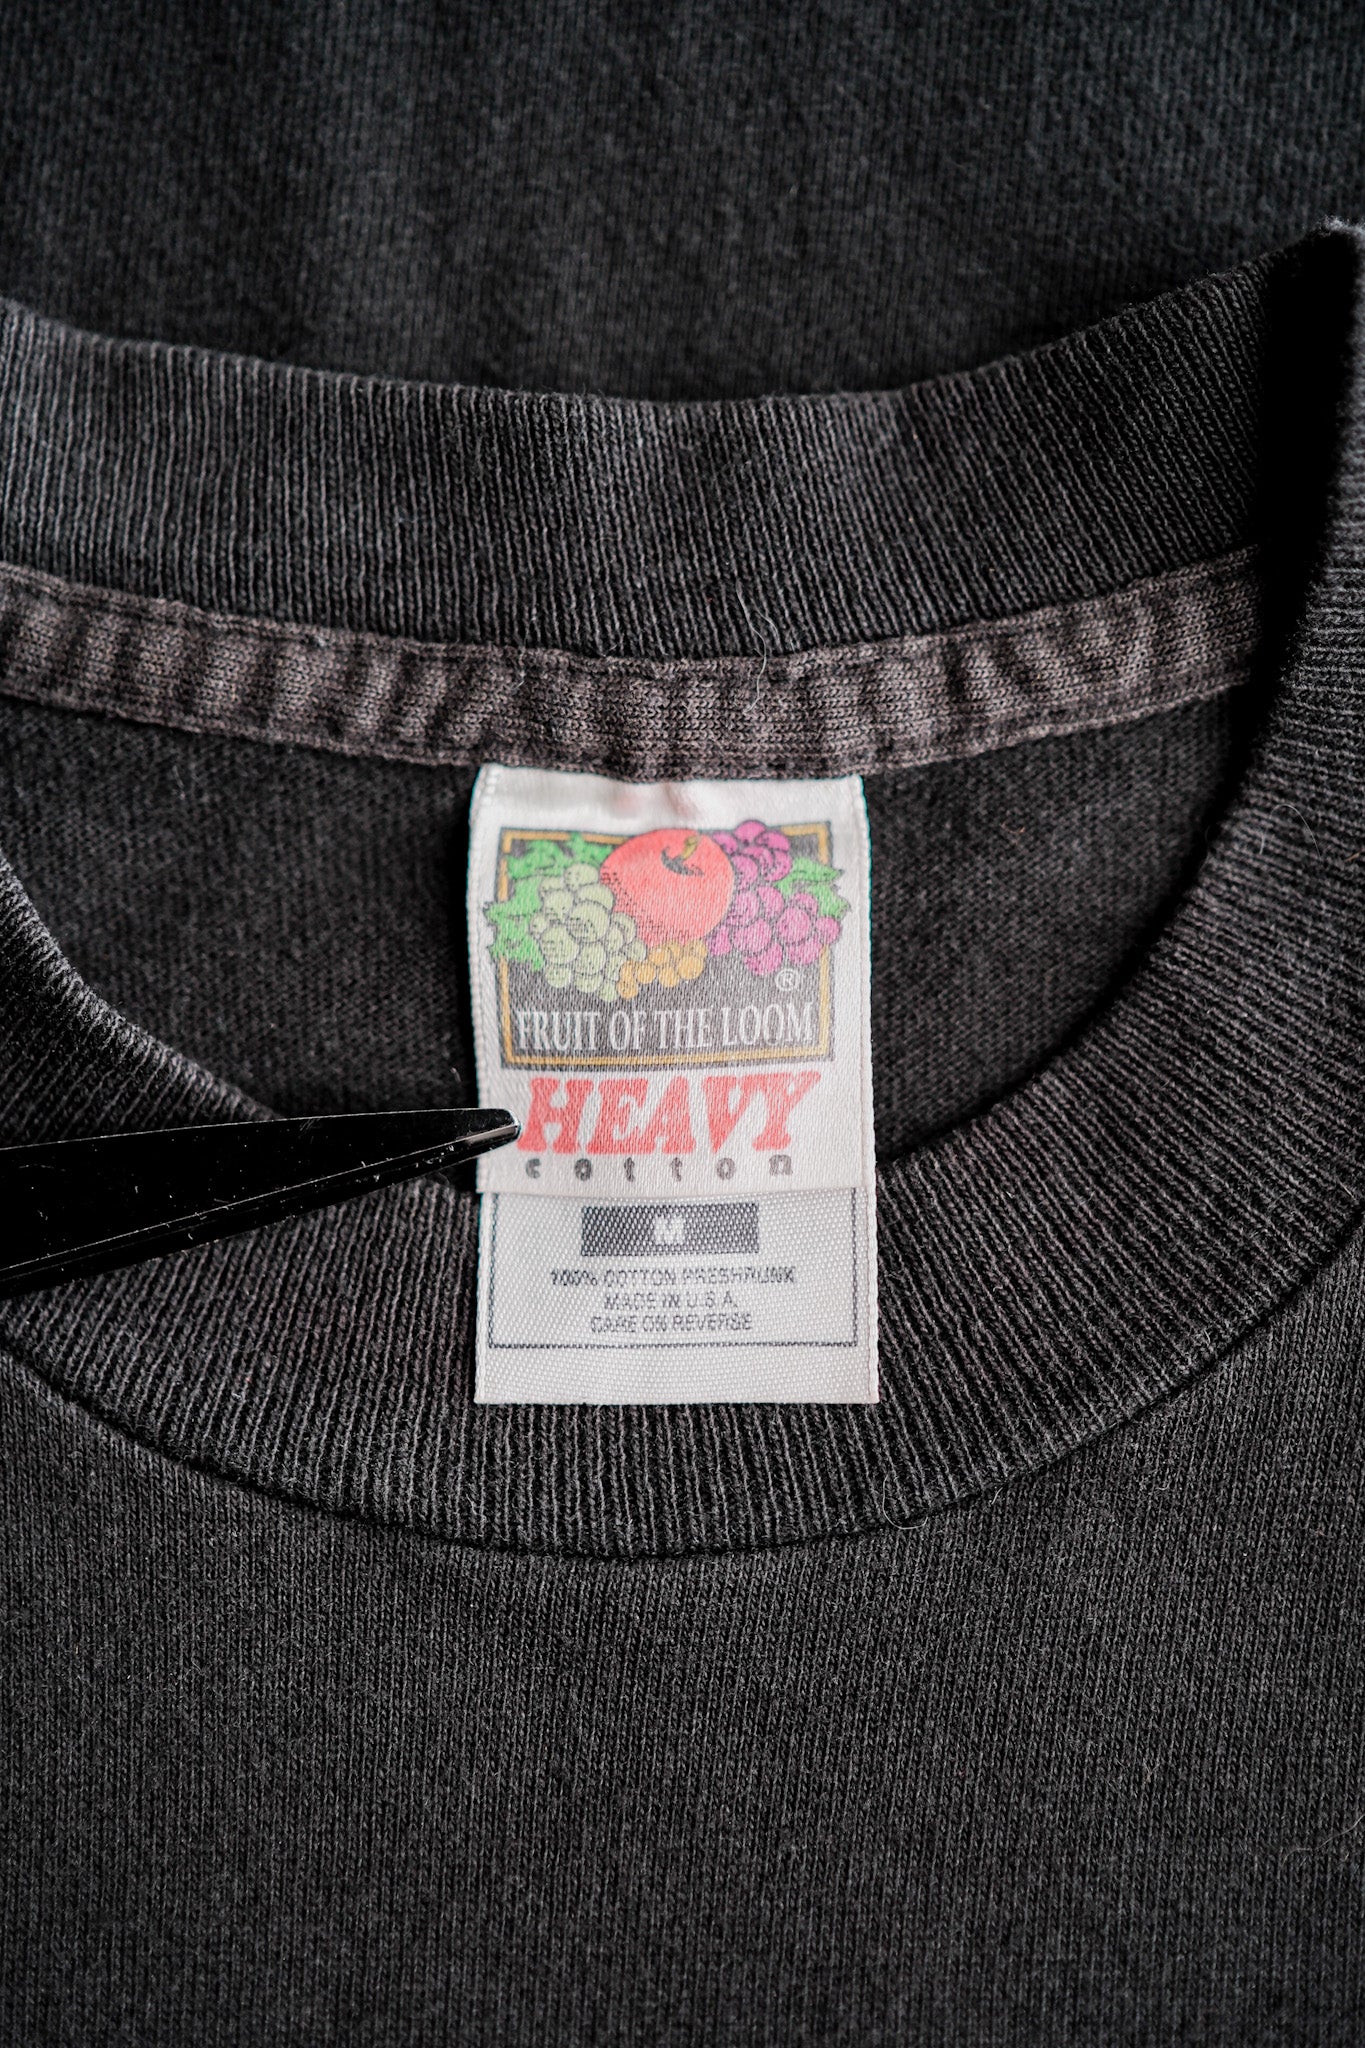 ®
FRUIT OF THE LOOM
HEAVY
cotton
M
100% COTTON PRESHRUNK
MADE IN U.S.A.
CARE ON REVERSE